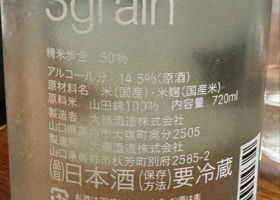 3grain
精米歩合 50%
アルコール分 14.5%(原酒)
原材料名 米(国産)・米麹(国産米)
原料米 山田錦100% 内容量 720ml
製造者 大嶺酒造株式会社
山口県美祢市大嶺町奥分2505
製造所 大嶺酒造株式会社
山口県美祢市秋芳町別府2585-2
(品目)日本酒(保存方法)要冷蔵